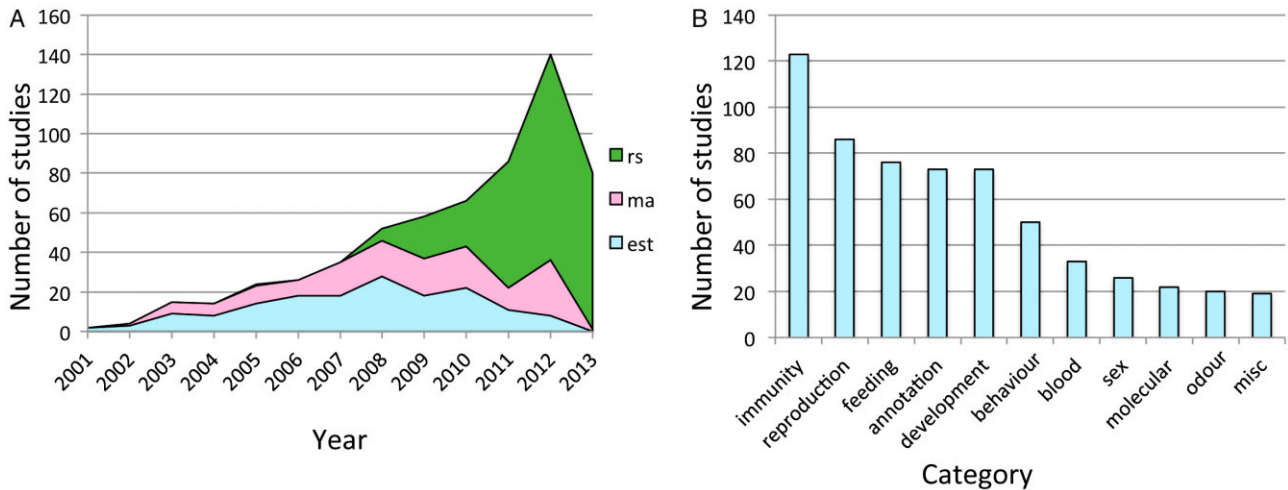 A
Number of studies
160
140
120
100
80
60
40
20
0
2001
2002
2003
2004
2005
2006
2007
2008
2009
2010
2011
2012
2013
Year
rs
ma
est
B
Number of studies
140
120
100
80
60
40
20
0
immunity
reproduction
feeding
annotation
development
behaviour
blood
sex
molecular
odour
misc
Category